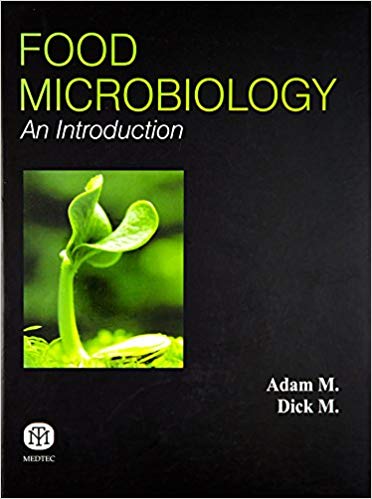 FOOD
MICROBIOLOGY
An Introduction
Adam M.
Dick M.
MEDTEC